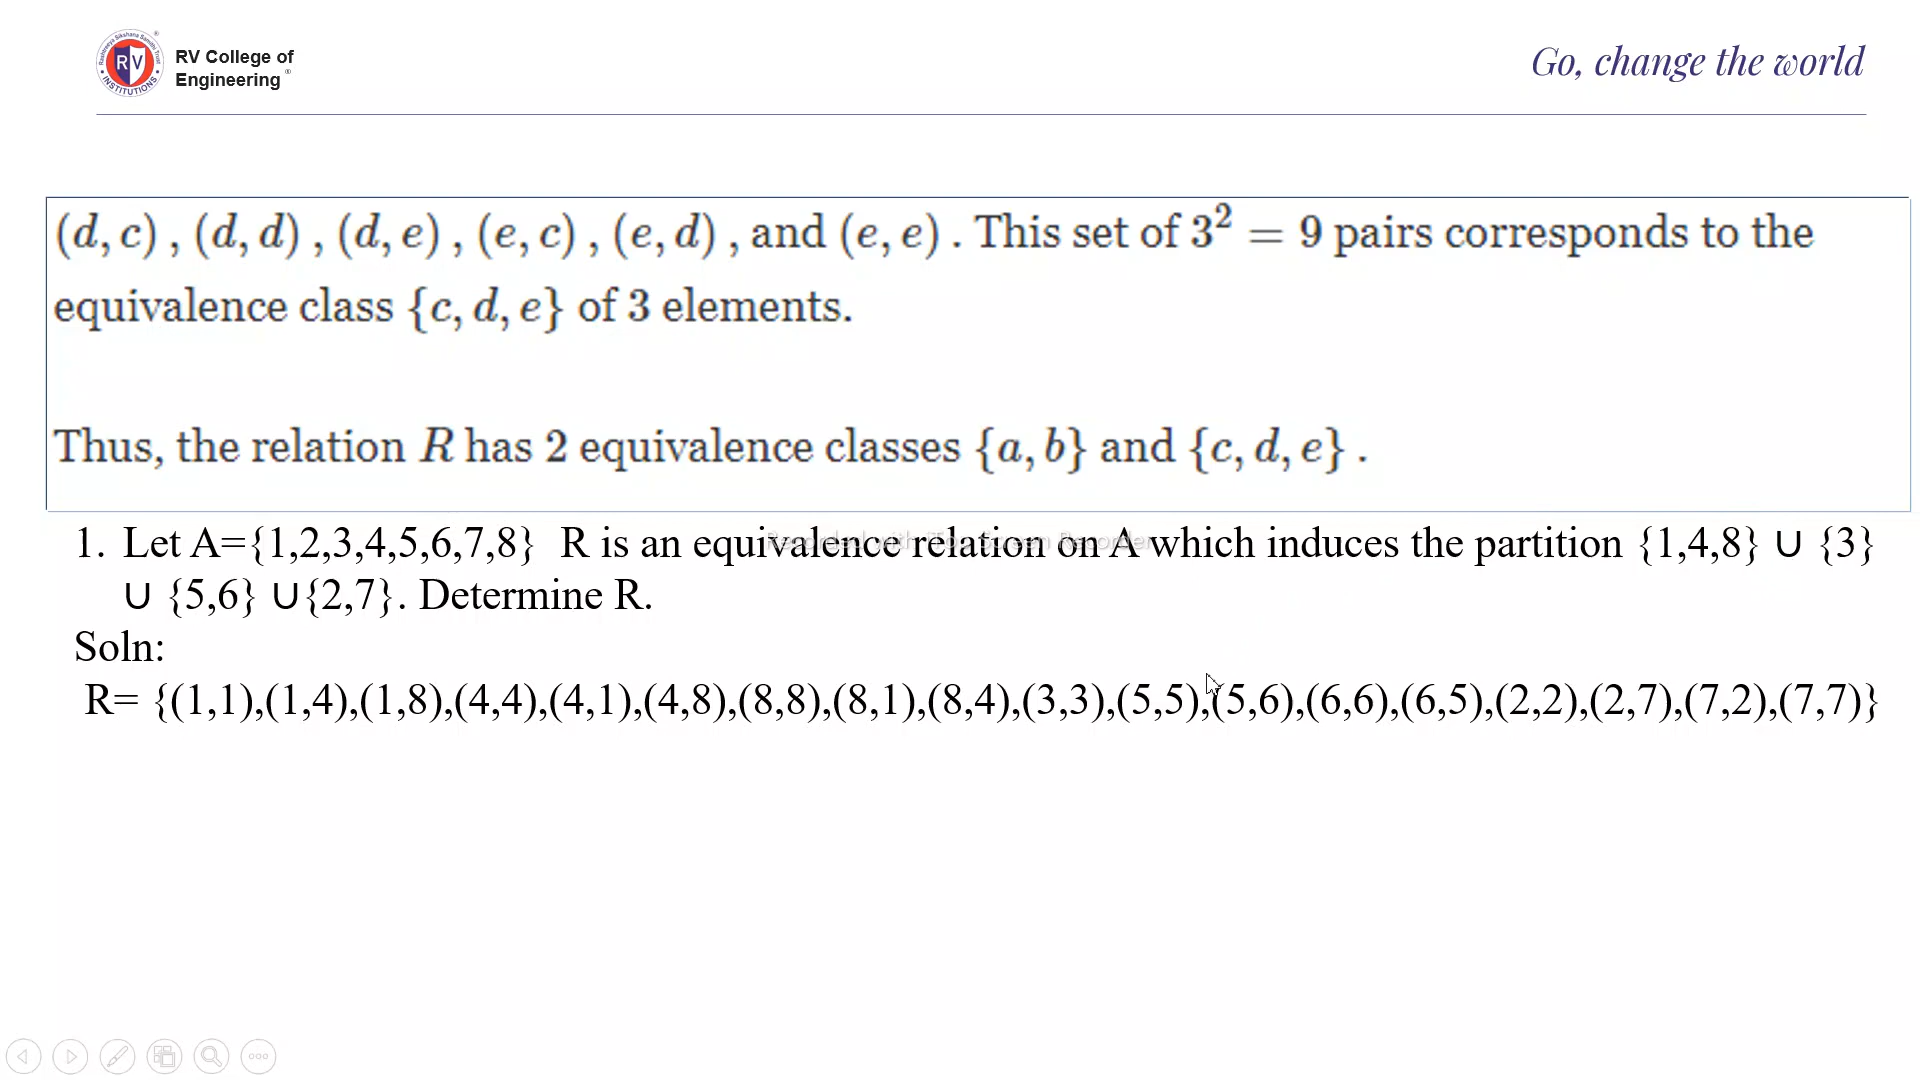 RV College of
Engineering ®
Go, change the world
RV
INSTITUTIONS
(d, c) , (d, d) , (d, e) , (e, c) , (e, d) , and (e, e) . This set of 3² = 9 pairs corresponds to the
equivalence class {c, d, e} of 3 elements.
Thus, the relation R has 2 equivalence classes {a, b} and {c, d, e} .
1. Let A={1,2,3,4,5,6,7,8} R is an equivalence relation on A which induces the partition {1,4,8} ∪ {3}
∪ {5,6} ∪{2,7}. Determine R.
Soln:
R= {(1,1),(1,4),(1,8),(4,4),(4,1),(4,8),(8,8),(8,1),(8,4),(3,3),(5,5),(5,6),(6,6),(6,5),(2,2),(2,7),(7,2),(7,7)}